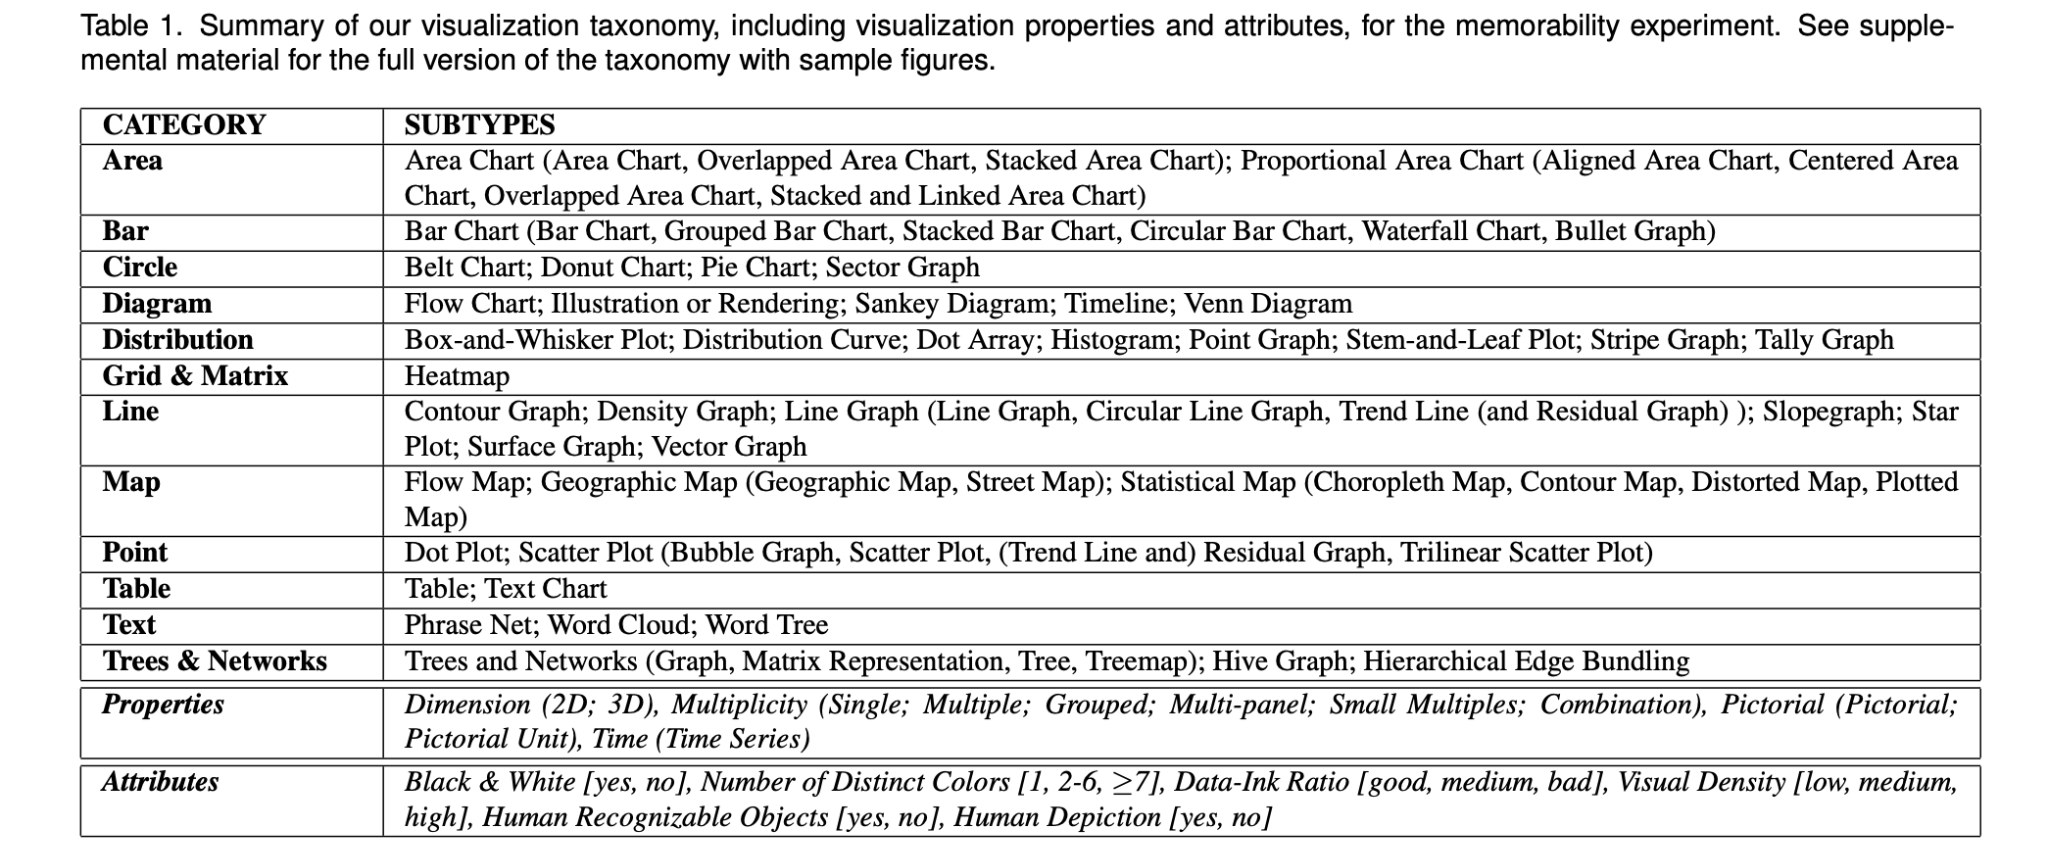 Table 1. Summary of our visualization taxonomy, including visualization properties and attributes, for the memorability experiment. See supple-
mental material for the full version of the taxonomy with sample figures.
CATEGORY SUBTYPES
Area Area Chart (Area Chart, Overlapped Area Chart, Stacked Area Chart); Proportional Area Chart (Aligned Area Chart, Centered Area
Chart, Overlapped Area Chart, Stacked and Linked Area Chart)
Bar Bar Chart (Bar Chart, Grouped Bar Chart, Stacked Bar Chart, Circular Bar Chart, Waterfall Chart, Bullet Graph)
Circle Belt Chart; Donut Chart; Pie Chart; Sector Graph
Diagram Flow Chart; Illustration or Rendering; Sankey Diagram; Timeline; Venn Diagram
Distribution Box-and-Whisker Plot; Distribution Curve; Dot Array; Histogram; Point Graph; Stem-and-Leaf Plot; Stripe Graph; Tally Graph
Grid & Matrix Heatmap
Line Contour Graph; Density Graph; Line Graph (Line Graph, Circular Line Graph, Trend Line (and Residual Graph) ); Slopegraph; Star
Plot; Surface Graph; Vector Graph
Map Flow Map; Geographic Map (Geographic Map, Street Map); Statistical Map (Choropleth Map, Contour Map, Distorted Map, Plotted
Map)
Point Dot Plot; Scatter Plot (Bubble Graph, Scatter Plot, (Trend Line and) Residual Graph, Trilinear Scatter Plot)
Table Table; Text Chart
Text Phrase Net; Word Cloud; Word Tree
Trees & Networks Trees and Networks (Graph, Matrix Representation, Tree, Treemap); Hive Graph; Hierarchical Edge Bundling
Properties Dimension (2D; 3D), Multiplicity (Single; Multiple; Grouped; Multi-panel; Small Multiples; Combination), Pictorial (Pictorial;
Pictorial Unit), Time (Time Series)
Attributes Black & White [yes, no], Number of Distinct Colors [1, 2-6, ≥7], Data-Ink Ratio [good, medium, bad], Visual Density [low, medium,
high], Human Recognizable Objects [yes, no], Human Depiction [yes, no]